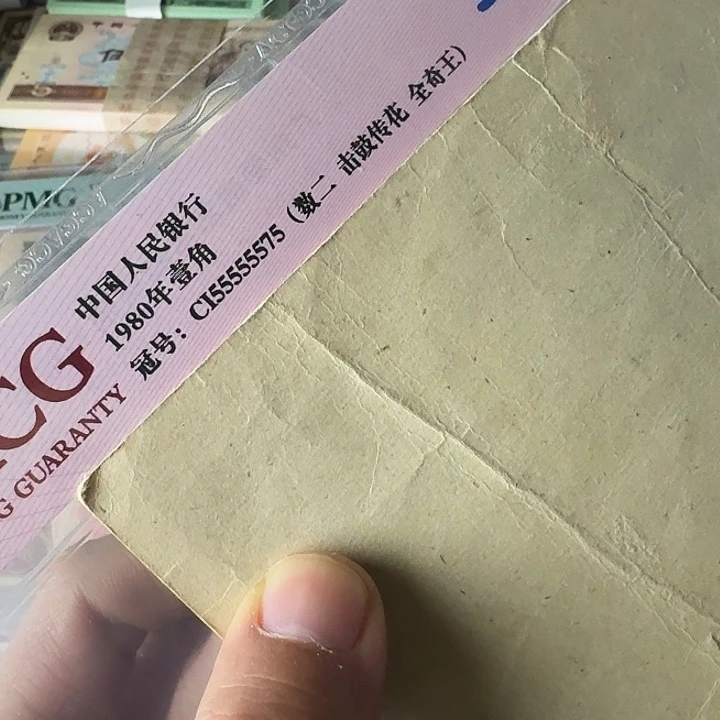 中国人民银行
1980年壹角
冠号：CI55555575（数二 击鼓传花 全奇王）
CG
G GUARANTY
PMG